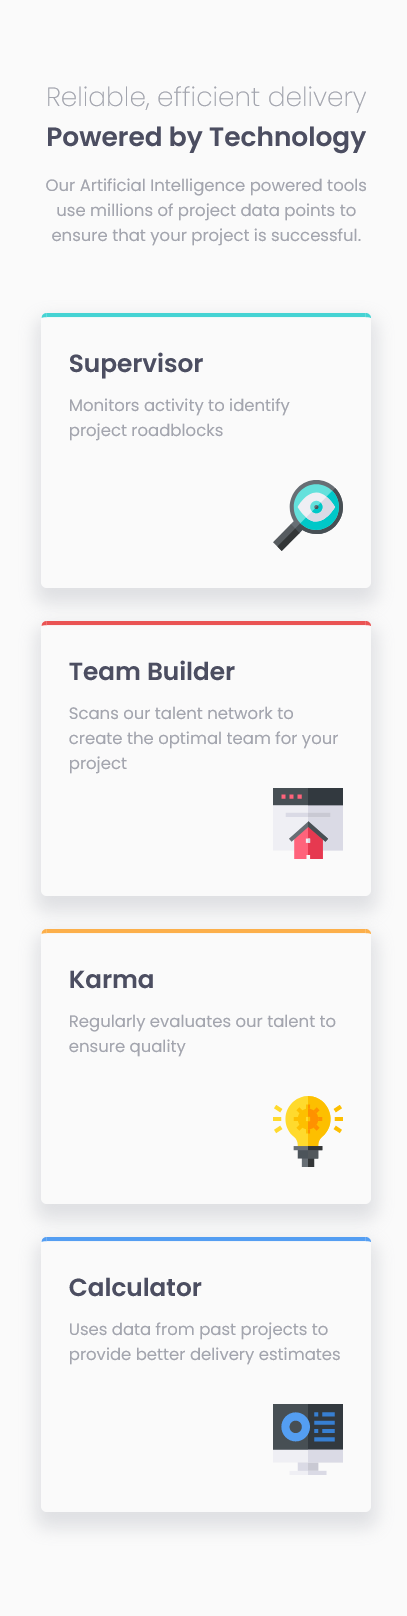 Reliable, efficient delivery
Powered by Technology
Our Artificial Intelligence powered tools
use millions of project data points to
ensure that your project is successful.
Supervisor
Monitors activity to identify
project roadblocks
Team Builder
Scans our talent network to
create the optimal team for your
project
Karma
Regularly evaluates our talent to
ensure quality
Calculator
Uses data from past projects to
provide better delivery estimates